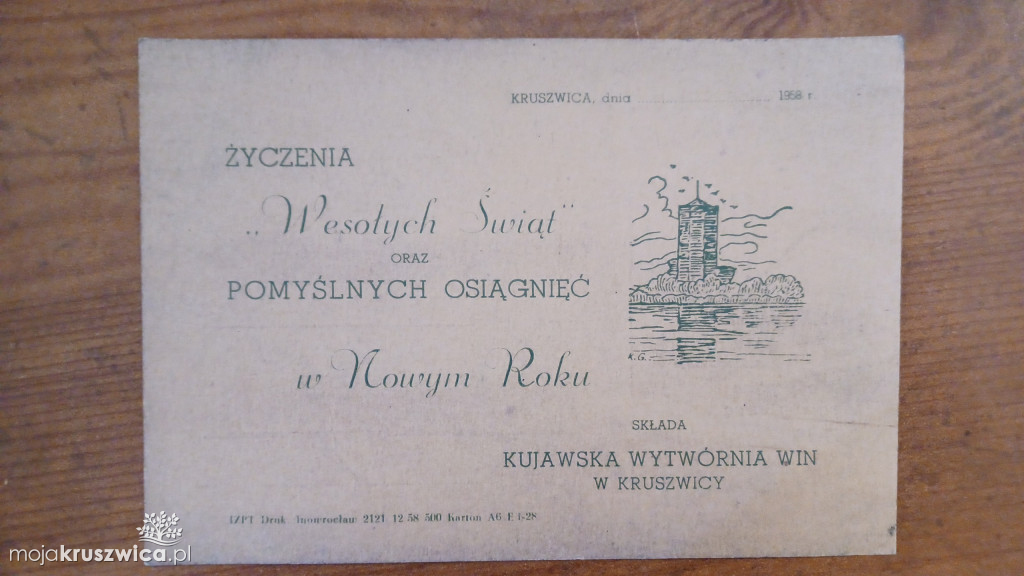 KRUSZWICA, dnia ........................ 1958 r.
ŻYCZENIA
„Wesołych Świąt"
ORAZ
POMYŚLNYCH OSIĄGNIĘĆ
w Nowym Roku
K. G.
SKŁADA
KUJAWSKA WYTWÓRNIA WIN
W KRUSZWICY
IZPT Druk. Inowrocław 2121 12 58 500 Karton A6 F 1-28
mojakruszwica.pl